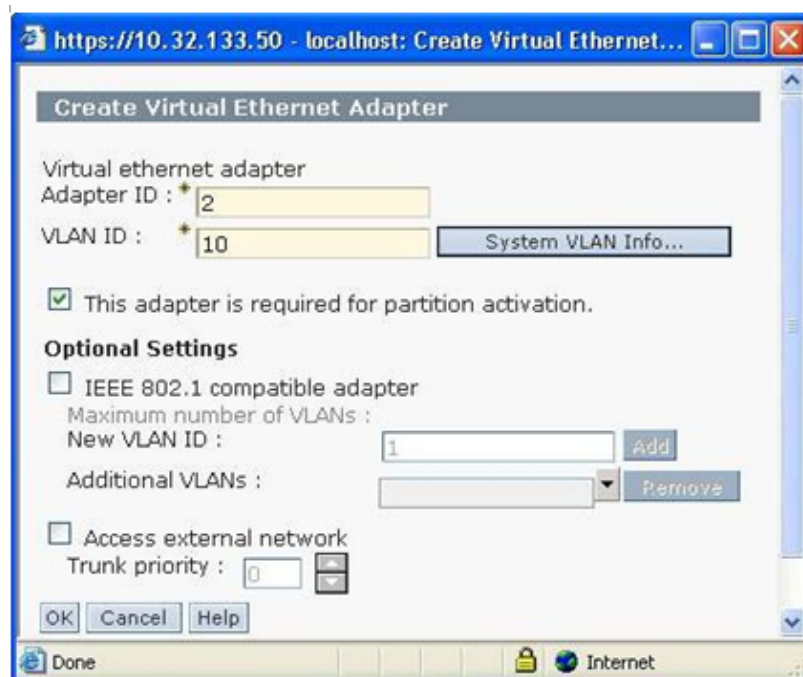 https://10.32.133.50 - localhost: Create Virtual Ethernet...
Create Virtual Ethernet Adapter
Virtual ethernet adapter
Adapter ID : * 2
VLAN ID : * 10 System VLAN Info...
This adapter is required for partition activation.
Optional Settings
IEEE 802.1 compatible adapter
Maximum number of VLANs :
New VLAN ID : 1 Add
Additional VLANs : Remove
Access external network
Trunk priority : 0
OK Cancel Help
Done Internet